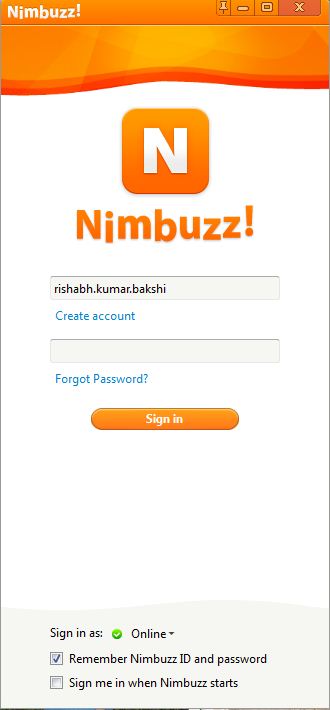 Nimbuzz!
N
Nimbuzz!
rishabh.kumar.bakshi
Create account
Forgot Password?
Sign in
Sign in as: Online
Remember Nimbuzz ID and password
Sign me in when Nimbuzz starts